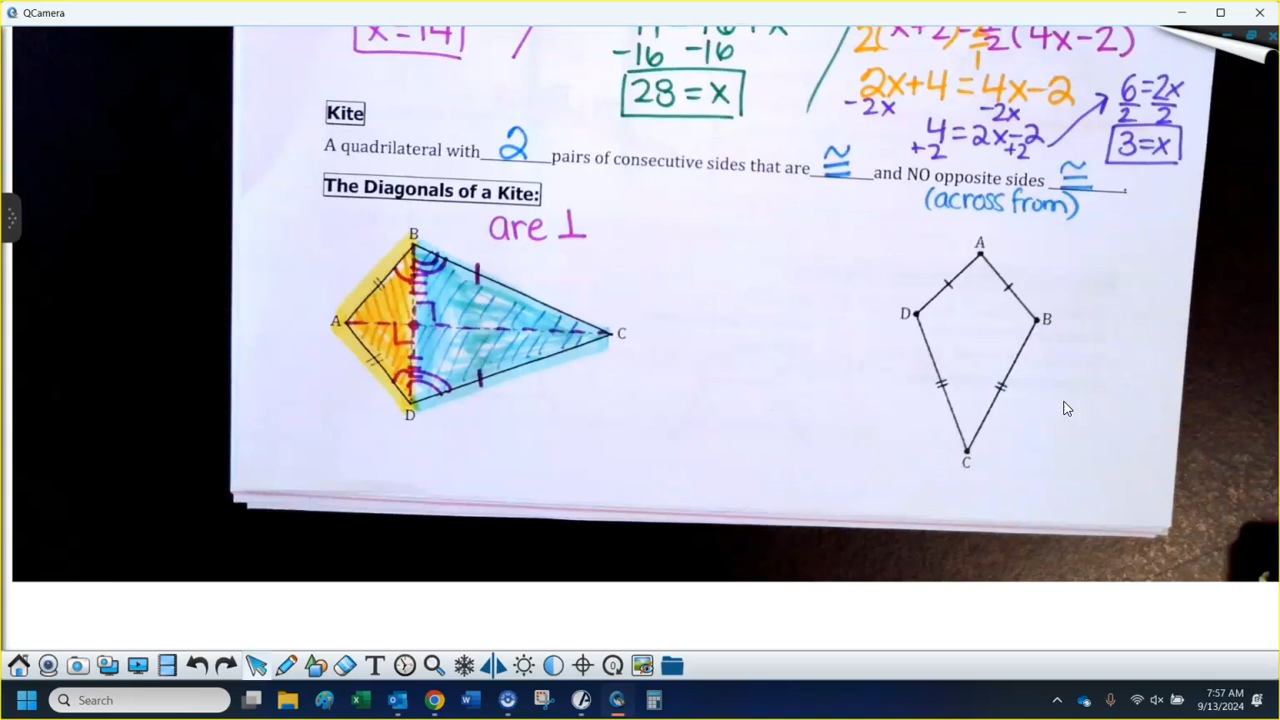 QCamera
x=14
-16 -16
28=x
2(x+2)= (4x-2)
2x+4=4x-2
-2x -2x
4=2x-2
+2 +2
6=2x
2 2
3=x
Kite
A quadrilateral with 2 pairs of consecutive sides that are ≅ and NO opposite sides ≅.
(across from)
The Diagonals of a Kite:
are ⊥
B
A
C
D
A
D
B
C
Search
7:57 AM
9/13/2024